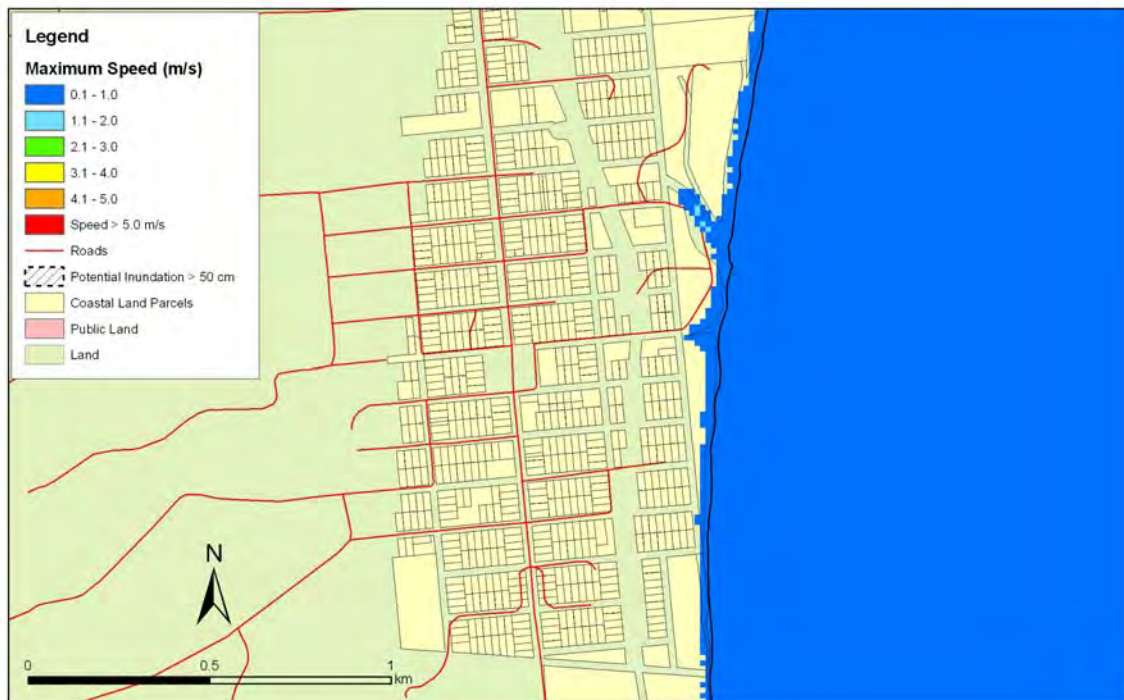 Legend
Maximum Speed (m/s)
0.1 - 1.0
1.1 - 2.0
2.1 - 3.0
3.1 - 4.0
4.1 - 5.0
Speed > 5.0 m/s
Roads
Potential Inundation > 50 cm
Coastal Land Parcels
Public Land
Land
N
0 0.5 1
km